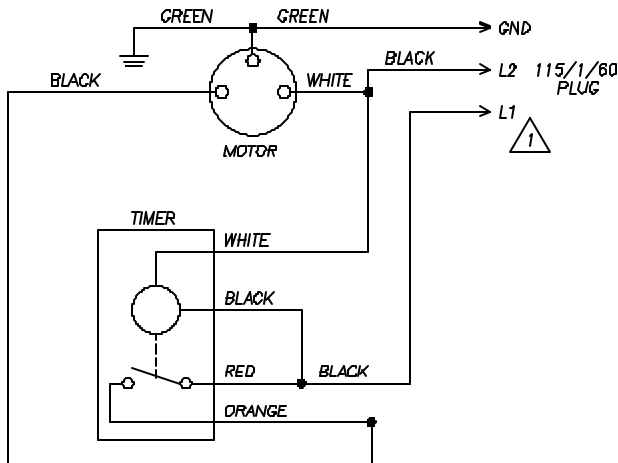 GREEN GREEN
GND
BLACK
L2 115/1/60
PLUG
BLACK
WHITE
L1
1
MOTOR
TIMER
WHITE
BLACK
RED BLACK
ORANGE